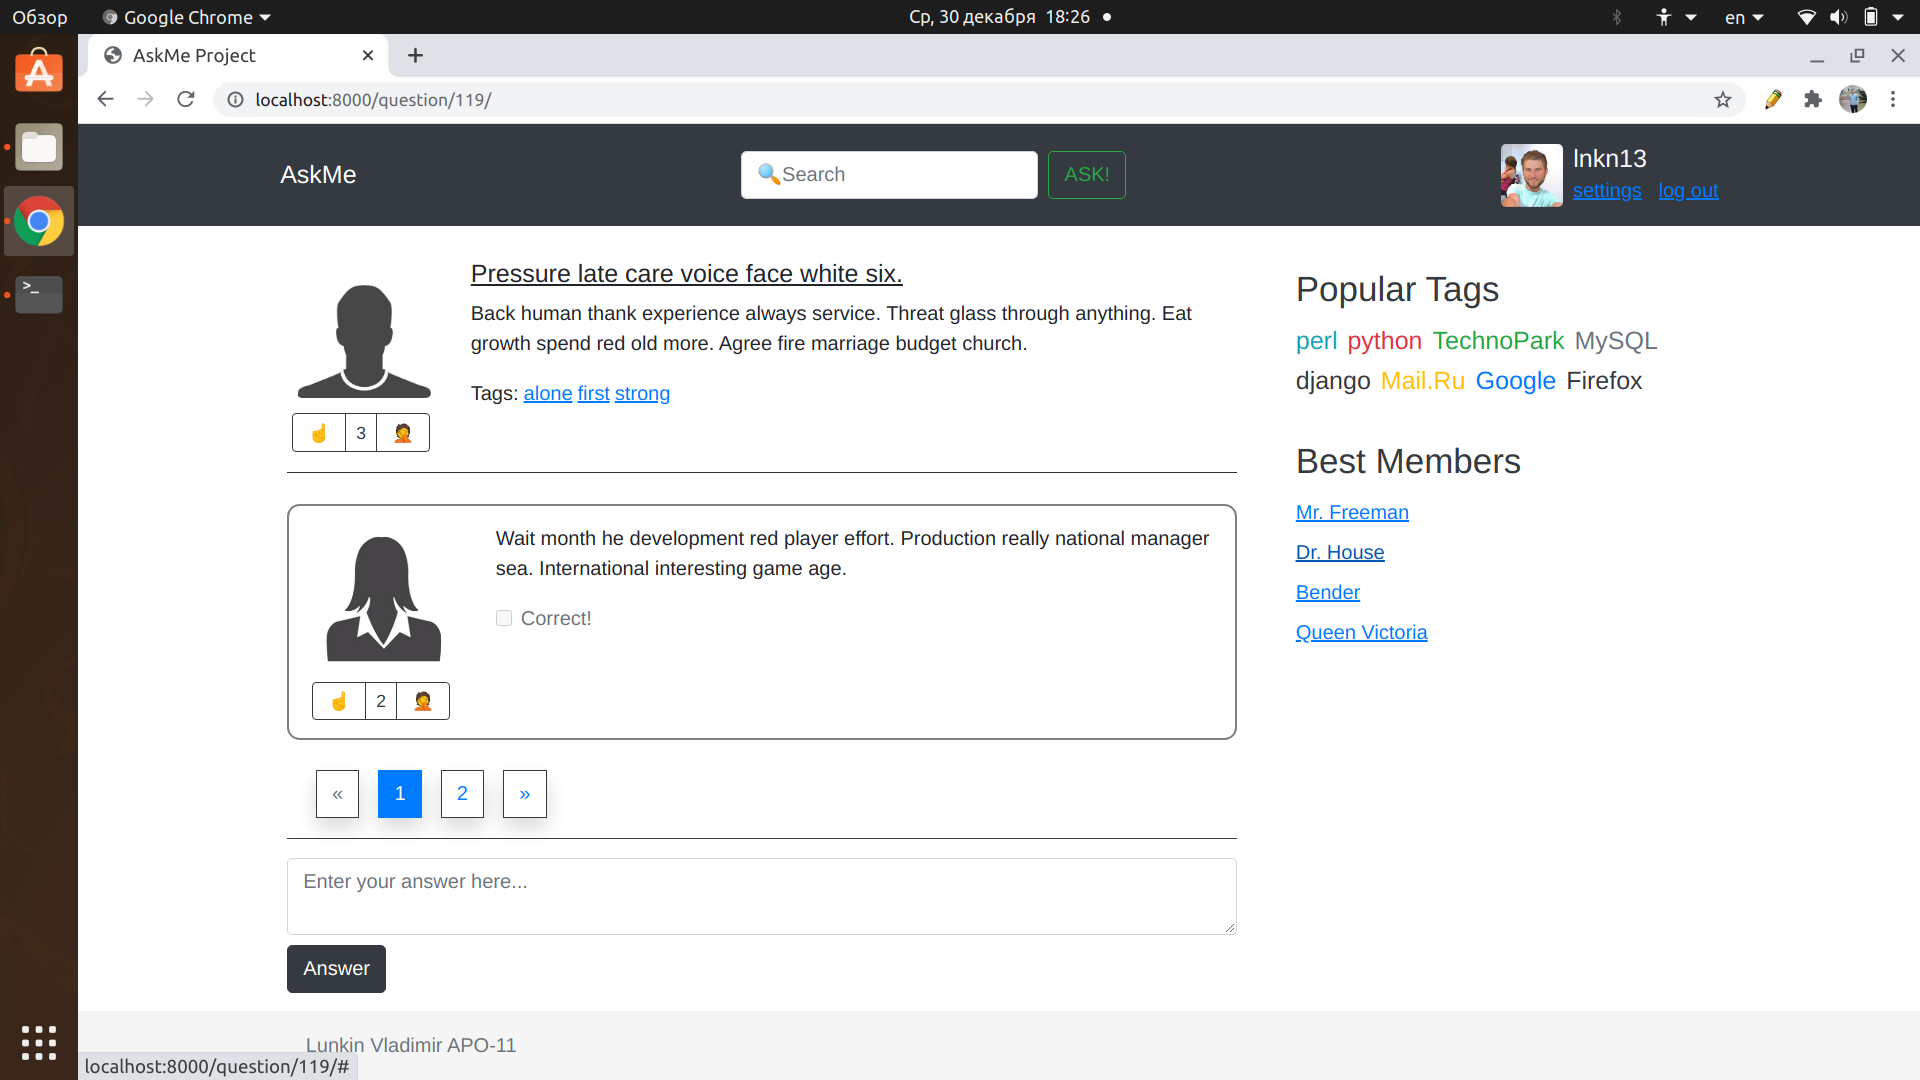 Обзор
Google Chrome
Ср, 30 декабря 18:26
en
AskMe Project
localhost:8000/question/119/
AskMe
Search
ASK!
lnkn13
settings log out
Pressure late care voice face white six.
Back human thank experience always service. Threat glass through anything. Eat
growth spend red old more. Agree fire marriage budget church.
Tags: alone first strong
3
Wait month he development red player effort. Production really national manager
sea. International interesting game age.
Correct!
2
« 1 2 »
Enter your answer here...
Answer
Popular Tags
perl python TechnoPark MySQL
django Mail.Ru Google Firefox
Best Members
Mr. Freeman
Dr. House
Bender
Queen Victoria
Lunkin Vladimir APO-11
localhost:8000/question/119/#